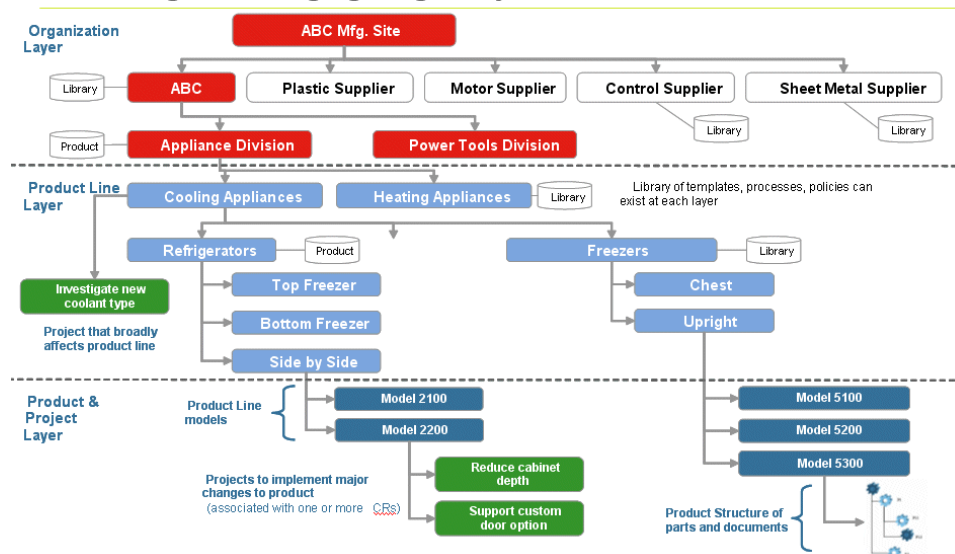 Organization
Layer
ABC Mfg. Site
Library
ABC
Plastic Supplier
Motor Supplier
Control Supplier
Sheet Metal Supplier
Library
Library
Product
Appliance Division
Power Tools Division
Product Line
Layer
Cooling Appliances
Heating Appliances
Library
Library of templates, processes, policies can
exist at each layer
Refrigerators
Product
Freezers
Library
Investigate new
coolant type
Top Freezer
Chest
Bottom Freezer
Upright
Project that broadly
affects product line
Side by Side
Product &
Project
Layer
Product Line
models
Model 2100
Model 2200
Model 5100
Model 5200
Model 5300
Projects to implement major
changes to product
(associated with one or more CRs)
Reduce cabinet
depth
Support custom
door option
Product Structure of
parts and documents